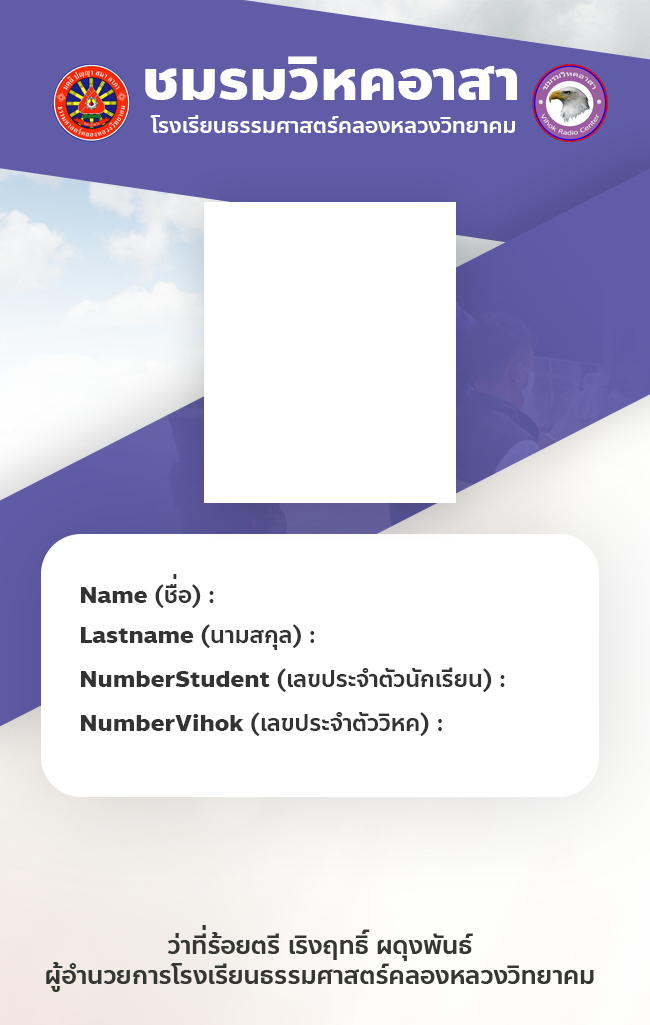 ชมรมวิหคอาสา
โรงเรียนธรรมศาสตร์คลองหลวงวิทยาคม
ชมรมวิหคอาสา
Vihok Radio Center
Name (ชื่อ) :
Lastname (นามสกุล) :
NumberStudent (เลขประจำตัวนักเรียน) :
NumberVihok (เลขประจำตัววิหค) :
ว่าที่ร้อยตรี เริงฤทธิ์ ผดุงพันธ์
ผู้อำนวยการโรงเรียนธรรมศาสตร์คลองหลวงวิทยาคม